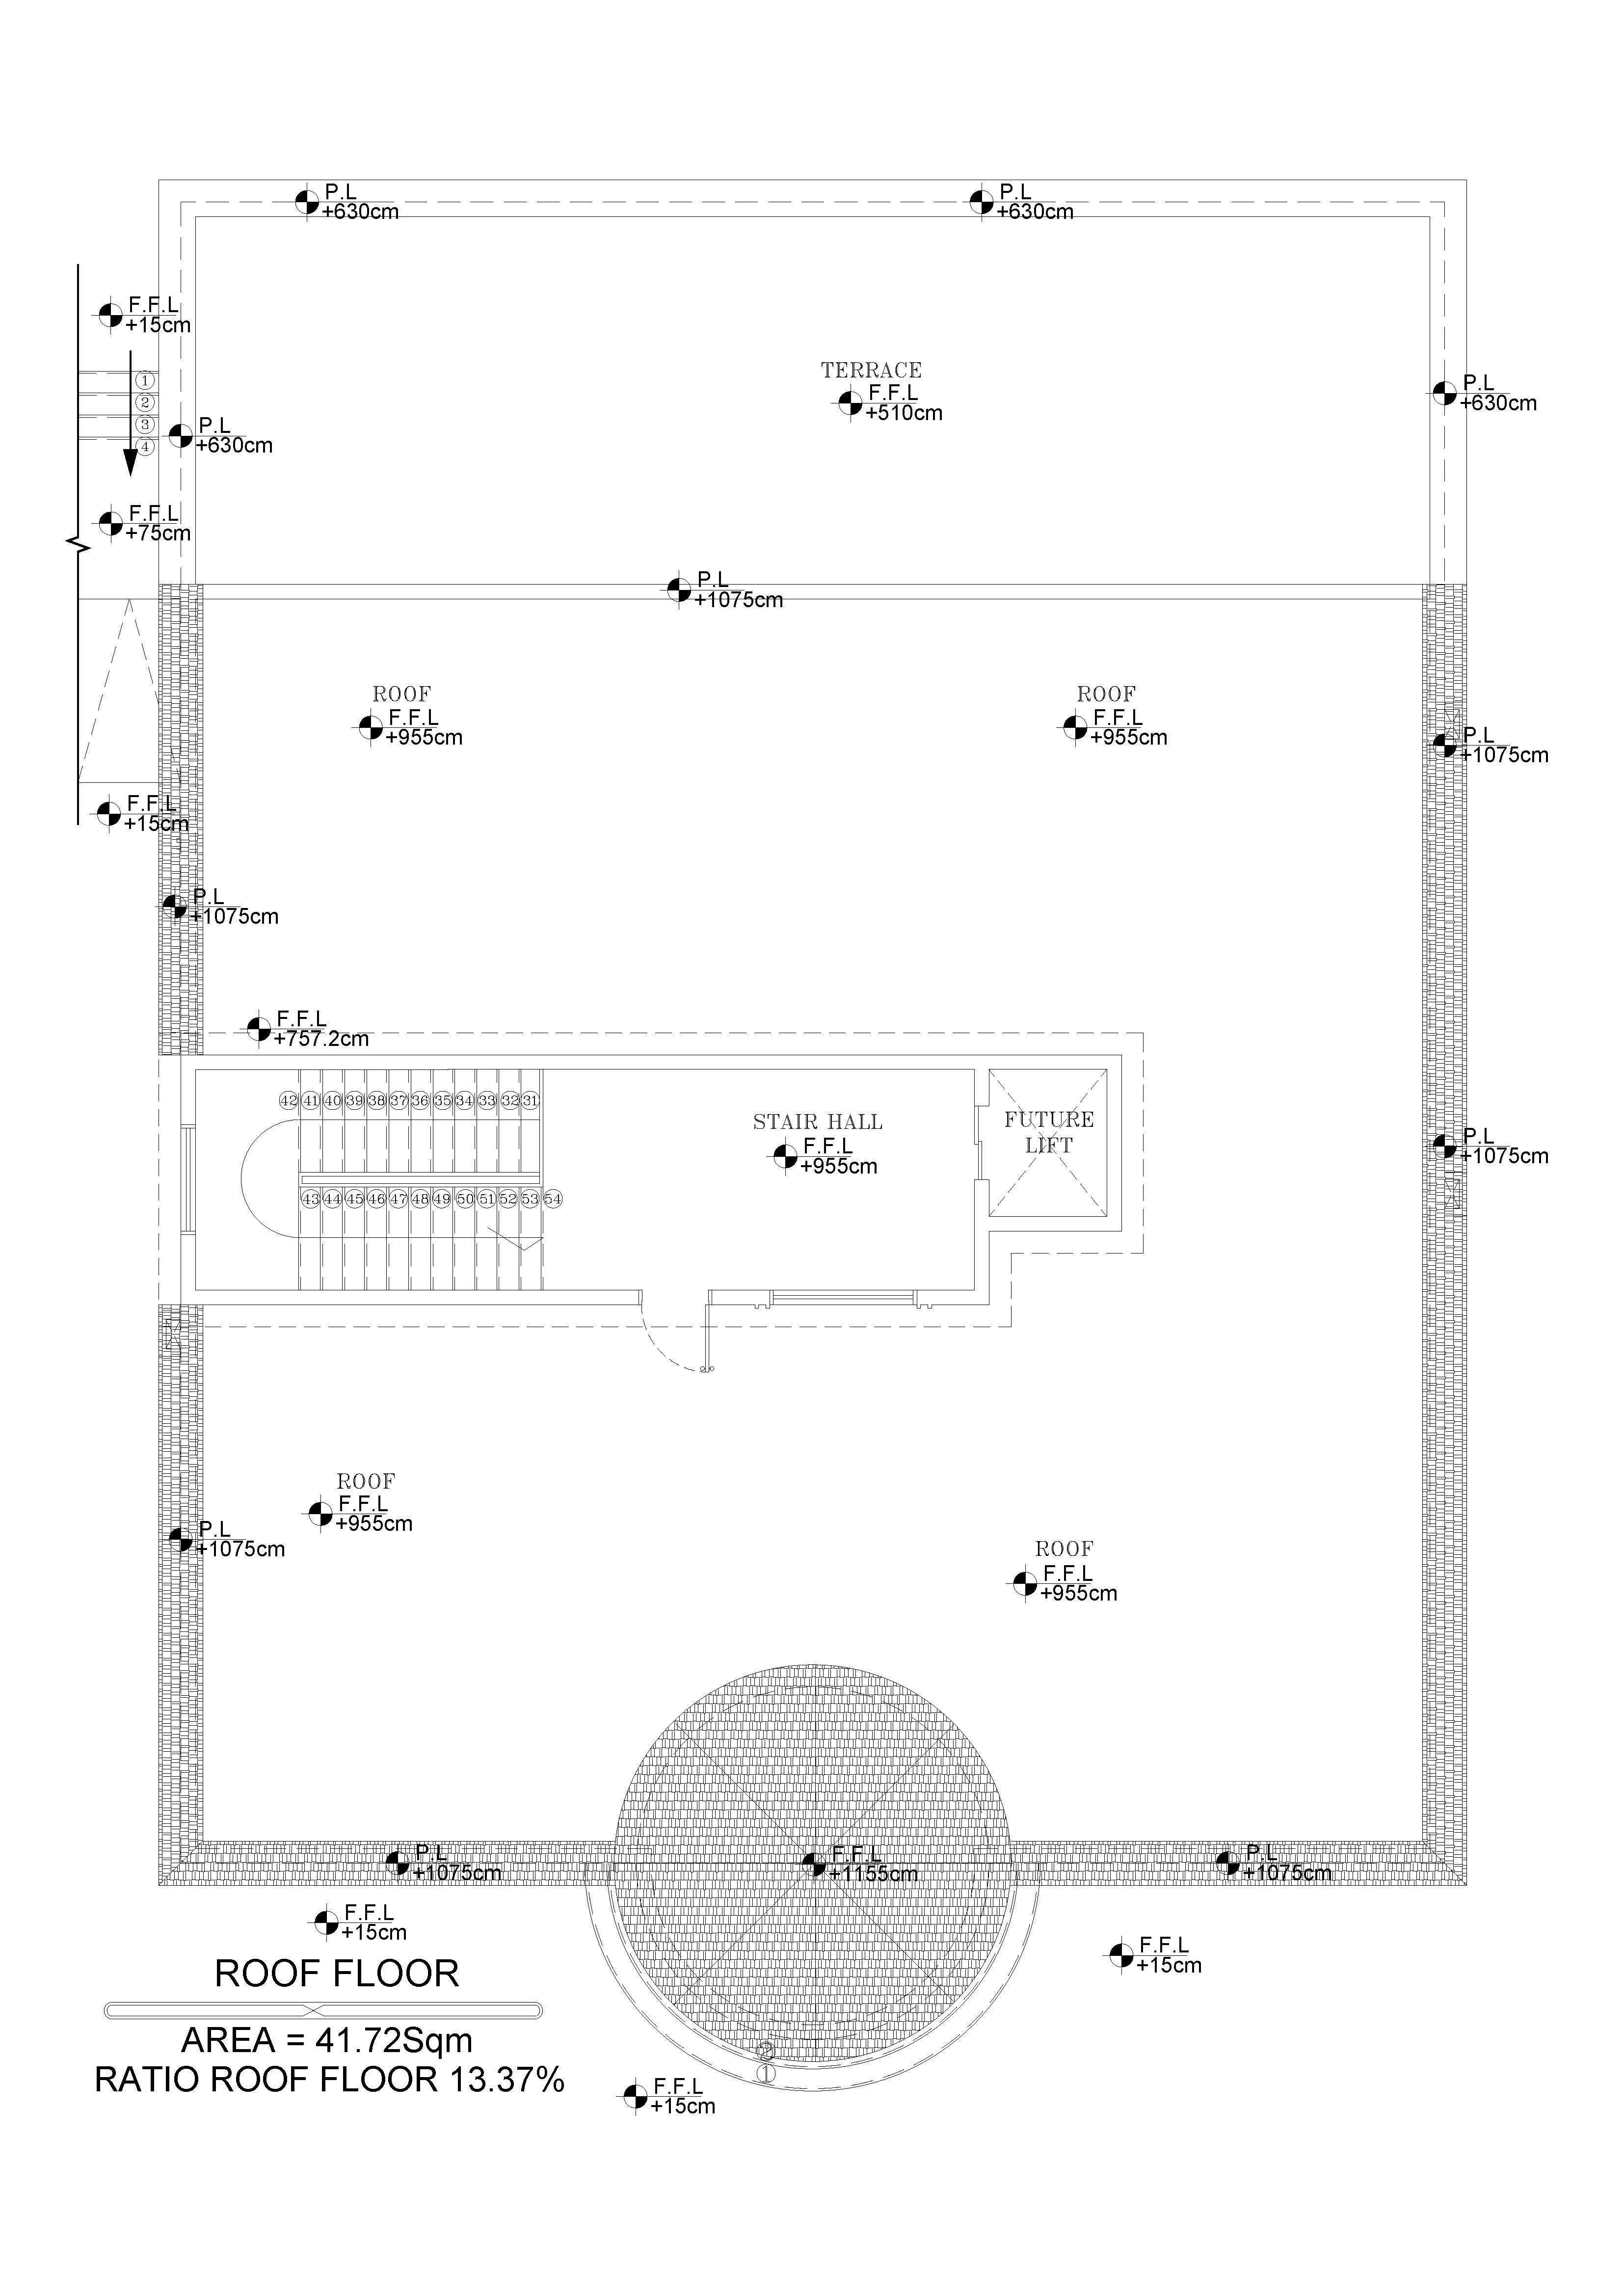 P.L
+630cm
P.L
+630cm
F.F.L
+15cm
TERRACE
F.F.L
+510cm
P.L
+630cm
1
2
3
4
P.L
+630cm
F.F.L
+75cm
P.L
+1075cm
ROOF
F.F.L
+955cm
ROOF
F.F.L
+955cm
P.L
+1075cm
F.F.L
+15cm
P.L
+1075cm
F.F.L
+757.2cm
42 41 40 39 38 37 36 35 34 33 32 31
STAIR HALL
F.F.L
+955cm
FUTURE
LIFT
P.L
+1075cm
43 44 45 46 47 48 49 50 51 52 53 54
ROOF
F.F.L
+955cm
P.L
+1075cm
ROOF
F.F.L
+955cm
P.L
+1075cm
F.F.L
+1155cm
P.L
+1075cm
F.F.L
+15cm
F.F.L
+15cm
ROOF FLOOR
AREA = 41.72Sqm
RATIO ROOF FLOOR 13.37%
2
1
F.F.L
+15cm